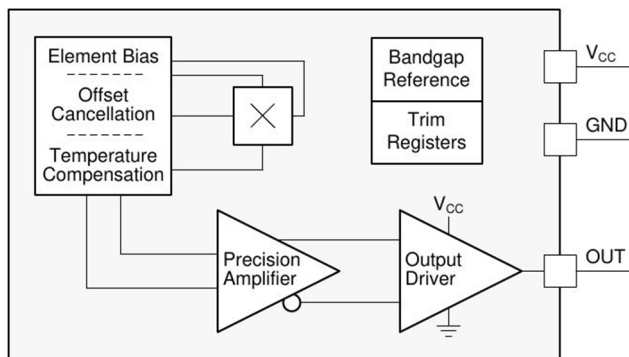 Element Bias
Offset
Cancellation
Temperature
Compensation
Bandgap
Reference
Trim
Registers
VCC
GND
Precision
Amplifier
VCC
Output
Driver
OUT